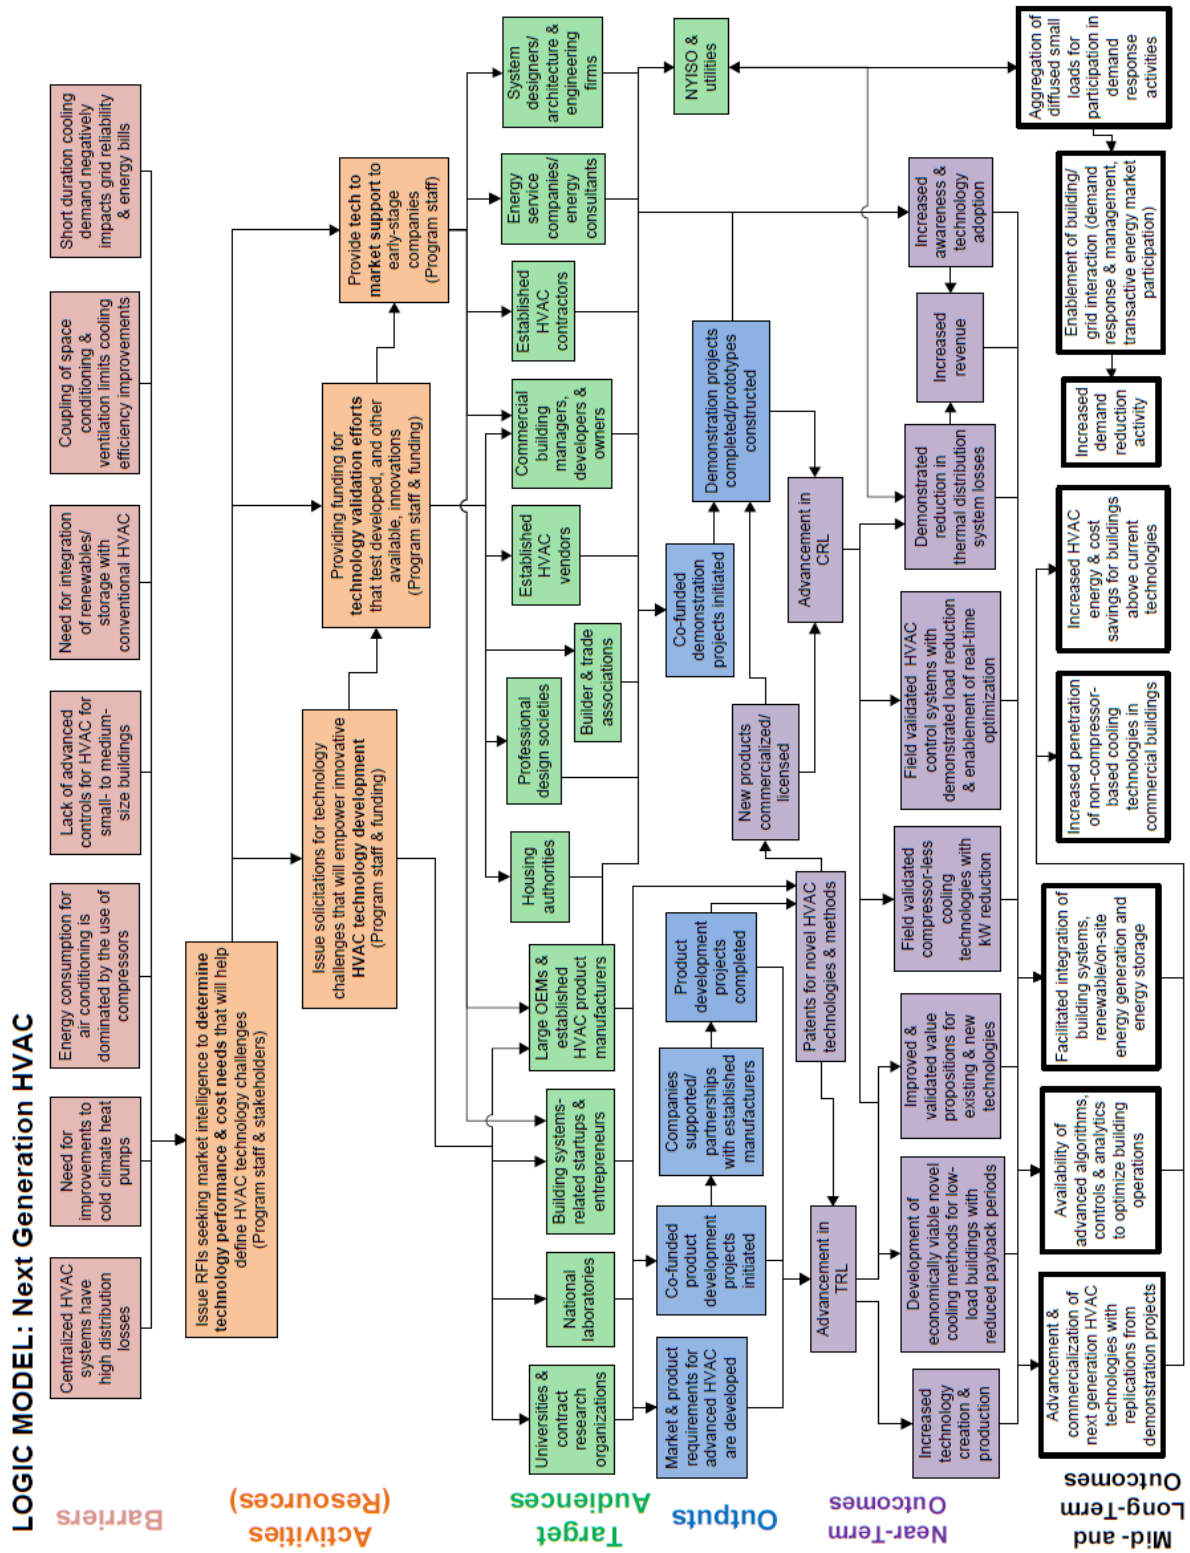 LOGIC MODEL: Next Generation HVAC
Barriers
Centralized HVAC
systems have
high distribution
losses
Need for
improvements to
cold climate heat
pumps
Energy consumption for
air conditioning is
dominated by the use of
compressors
Lack of advanced
controls for HVAC for
small- to medium-
size buildings
Need for integration
of renewables/
storage with
conventional HVAC
Coupling of space
conditioning &
ventilation limits cooling
efficiency improvements
Short duration cooling
demand negatively
impacts grid reliability
& energy bills
Activities
(Resources)
Issue RFIs seeking market intelligence to determine
technology performance & cost needs that will help
define HVAC technology challenges
(Program staff & stakeholders)
Issue solicitations for technology
challenges that will empower innovative
HVAC technology development
(Program staff & funding)
Providing funding for
technology validation efforts
that test developed, and other
available, innovations
(Program staff & funding)
Provide tech to
market support to
early-stage
companies
(Program staff)
Target
Audiences
Universities &
contract
research
organizations
National
laboratories
Building systems-
related startups &
entrepreneurs
Large OEMs &
established
HVAC product
manufacturers
Housing
authorities
Professional
design societies
Builder & trade
associations
Established
HVAC
vendors
Commercial
building
managers,
developers &
owners
Established
HVAC
contractors
Energy
service
companies/
energy
consultants
System
designers/
architecture &
engineering
firms
NYISO &
utilities
Outputs
Market & product
requirements for
advanced HVAC
are developed
Co-funded
product
development
projects
initiated
Companies
supported/
partnerships
with established
manufacturers
Product
development
projects
completed
Co-funded
demonstration
projects initiated
Demonstration projects
completed/prototypes
constructed
Near-Term
Outcomes
Advancement in
TRL
Patents for novel HVAC
technologies & methods
New products
commercialized/
licensed
Advancement in
CRL
Increased
technology
creation &
production
Development of
economically viable novel
cooling methods for low-
load buildings with
reduced payback periods
Improved &
validated value
propositions for
existing & new
technologies
Field validated
compressor-less
cooling
technologies with
kW reduction
Field validated HVAC
control systems with
demonstrated load reduction
& enablement of real-time
optimization
Demonstrated
reduction in
thermal distribution
system losses
Increased
revenue
Increased
awareness &
technology
adoption
Mid- and
Long-Term
Outcomes
Advancement &
commercialization of
next generation HVAC
technologies with
replications from
demonstration projects
Availability of
advanced algorithms,
controls & analytics
to optimize building
operations
Facilitated integration of
building systems,
renewable/on-site
energy generation and
energy storage
Increased penetration
of non-compressor-
based cooling
technologies in
commercial buildings
Increased HVAC
energy & cost
savings for buildings
above current
technologies
Increased
demand
reduction
activity
Enablement of building/
grid interaction (demand
response & management,
transactive energy market
participation)
Aggregation of
diffused small
loads for
participation in
demand
response
activities